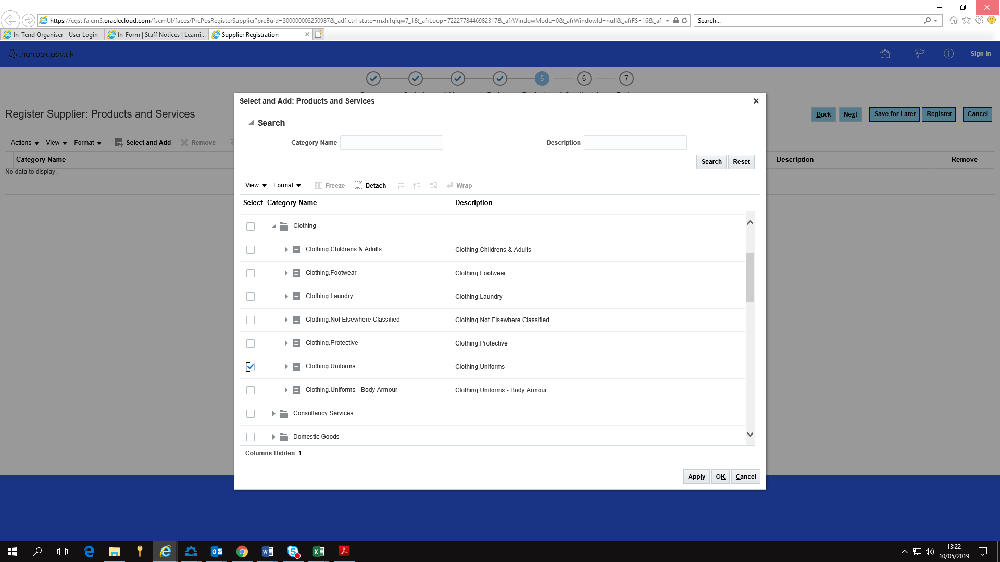 https://egst.fa.em3.oraclecloud.com/fscmUI/faces/PrcPosRegisterSupplier?prcBuId=300000003250987&_adf.ctrl-state=mxh1qiqw7_1&_afrLoop=7222778446982317&_afrWindowMode=0&_afrWindowId=null&_afrFS=16&_af
Search...
In-Tend Organiser - User Login
In-Form | Staff Notices | Learni...
Supplier Registration
thurrock.gov.uk
Sign In
5 6 7
Select and Add: Products and Services
Register Supplier: Products and Services
Back Next Save for Later Register Cancel
Search
Actions View Format Select and Add Remove
Category Name
Description
Category Name
Description Remove
No data to display.
Search Reset
View Format Freeze Detach Wrap
Select Category Name Description
Clothing
Clothing.Childrens & Adults Clothing.Childrens & Adults
Clothing.Footwear Clothing.Footwear
Clothing.Laundry Clothing.Laundry
Clothing.Not Elsewhere Classified Clothing.Not Elsewhere Classified
Clothing.Protective Clothing.Protective
Clothing.Uniforms Clothing.Uniforms
Clothing.Uniforms - Body Armour Clothing.Uniforms - Body Armour
Consultancy Services
Domestic Goods
Columns Hidden 1
Apply OK Cancel
13:22
10/05/2019